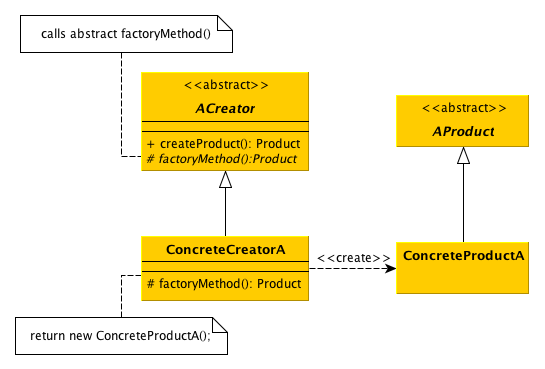 calls abstract factoryMethod()
<<abstract>>
ACreator
+ createProduct(): Product
# factoryMethod():Product
<<abstract>>
AProduct
ConcreteCreatorA
# factoryMethod(): Product
<<create>>
ConcreteProductA
return new ConcreteProductA();